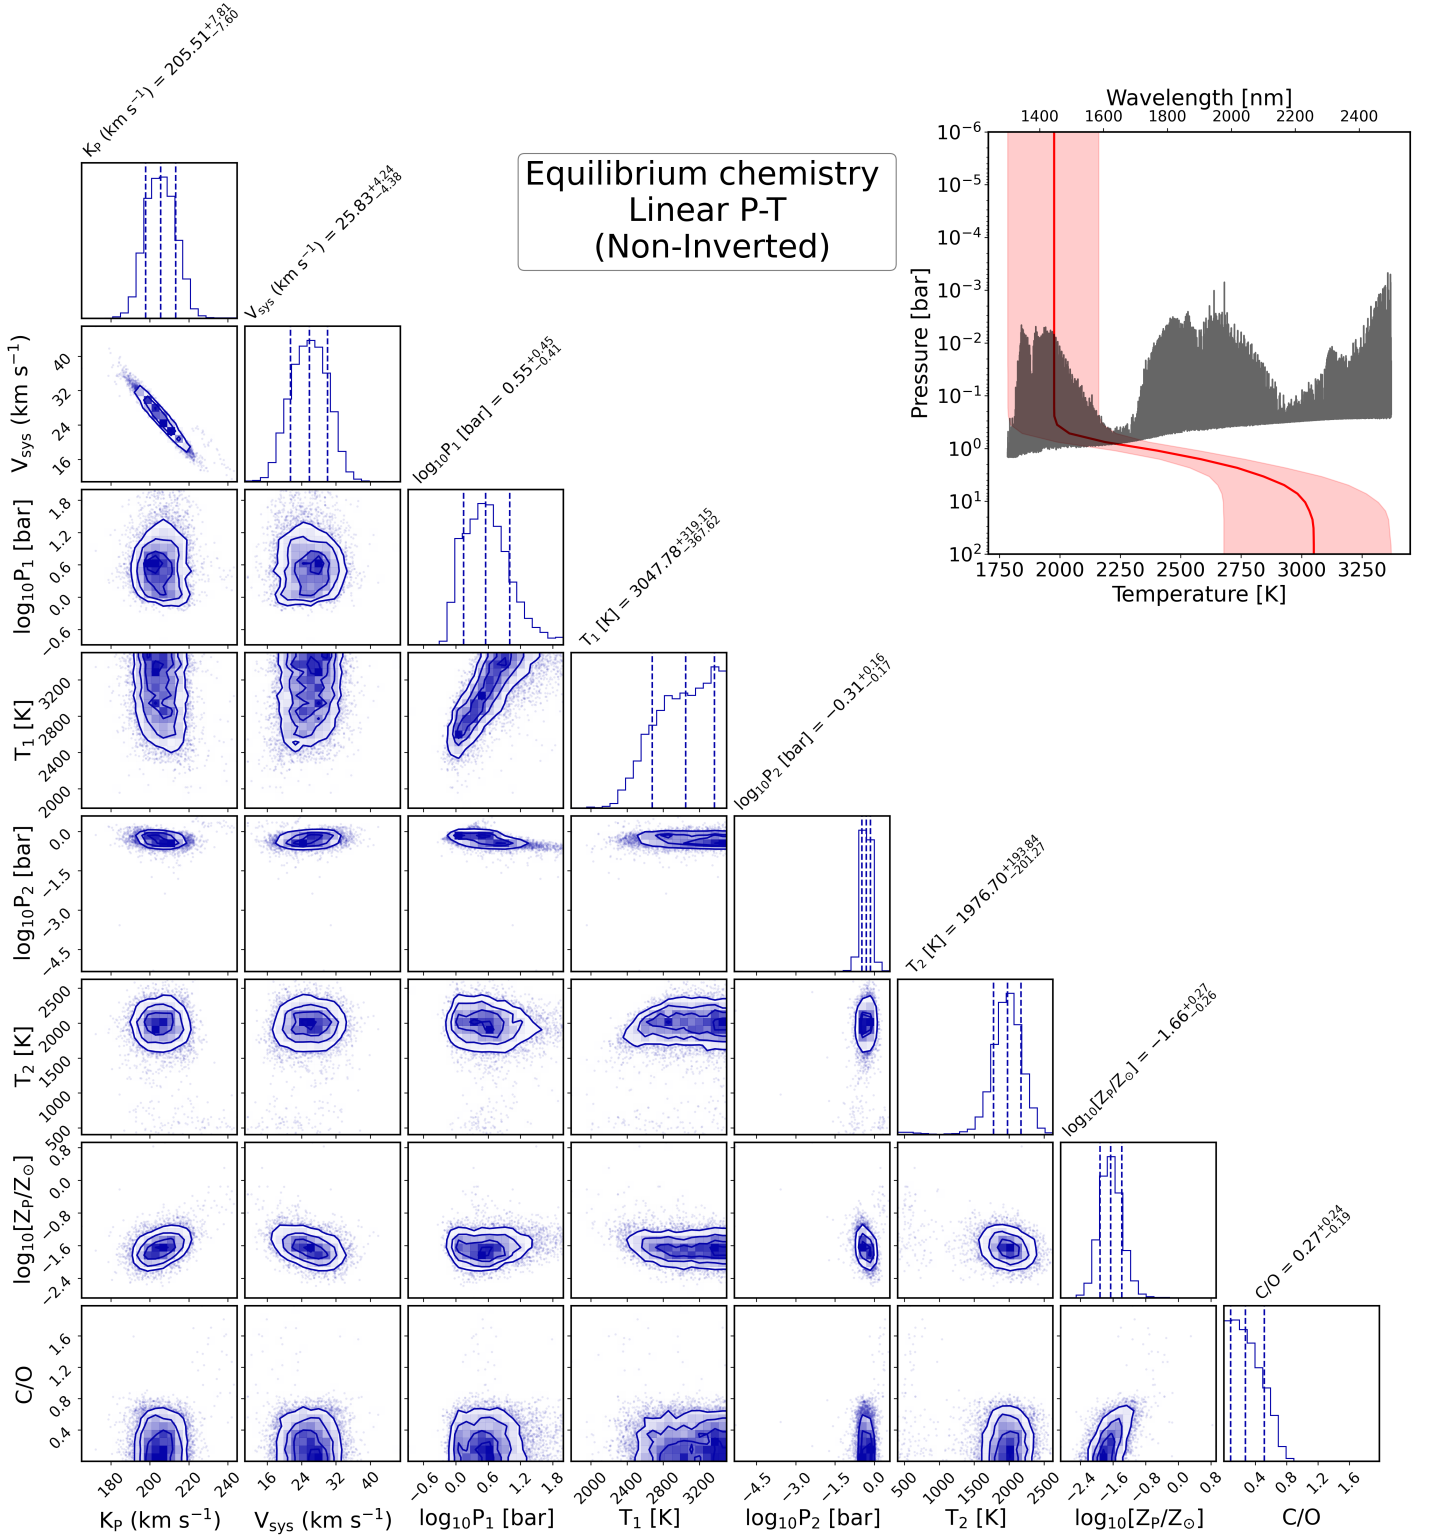 K_P (km s⁻¹) = 205.51 +7.81 −7.60
V_sys (km s⁻¹) = 25.83 +4.24 −4.38
log₁₀P₁ [bar] = 0.55 +0.45 −0.41
T₁ [K] = 3047.78 +319.15 −367.62
log₁₀P₂ [bar] = −0.31 +0.16 −0.17
T₂ [K] = 1976.70 +193.84 −201.27
log₁₀[Z_P/Z_⊙] = −1.66 +0.27 −0.26
C/O = 0.27 +0.24 −0.19
Equilibrium chemistry
Linear P-T
(Non-Inverted)
Wavelength [nm]
1400 1600 1800 2000 2200 2400
Pressure [bar]
10⁻⁶
10⁻⁵
10⁻⁴
10⁻³
10⁻²
10⁻¹
10⁰
10¹
10²
1750 2000 2250 2500 2750 3000 3250
Temperature [K]
V_sys (km s⁻¹)
40
32
24
16
log₁₀P₁ [bar]
1.8
1.2
0.6
0.0
−0.6
T₁ [K]
3200
2800
2400
2000
log₁₀P₂ [bar]
0.0
−1.5
−3.0
−4.5
T₂ [K]
2500
2000
1500
1000
500
log₁₀[Z_P/Z_⊙]
0.8
0.0
−0.8
−1.6
−2.4
C/O
1.6
1.2
0.8
0.4
180 200 220 240
16 24 32 40
−0.6 0.0 0.6 1.2 1.8
2000 2400 2800 3200
−4.5 −3.0 −1.5 0.0
500 1000 1500 2000 2500
−2.4 −1.6 −0.8 0.0 0.8
0.4 0.8 1.2 1.6
K_P (km s⁻¹)
V_sys (km s⁻¹)
log₁₀P₁ [bar]
T₁ [K]
log₁₀P₂ [bar]
T₂ [K]
log₁₀[Z_P/Z_⊙]
C/O